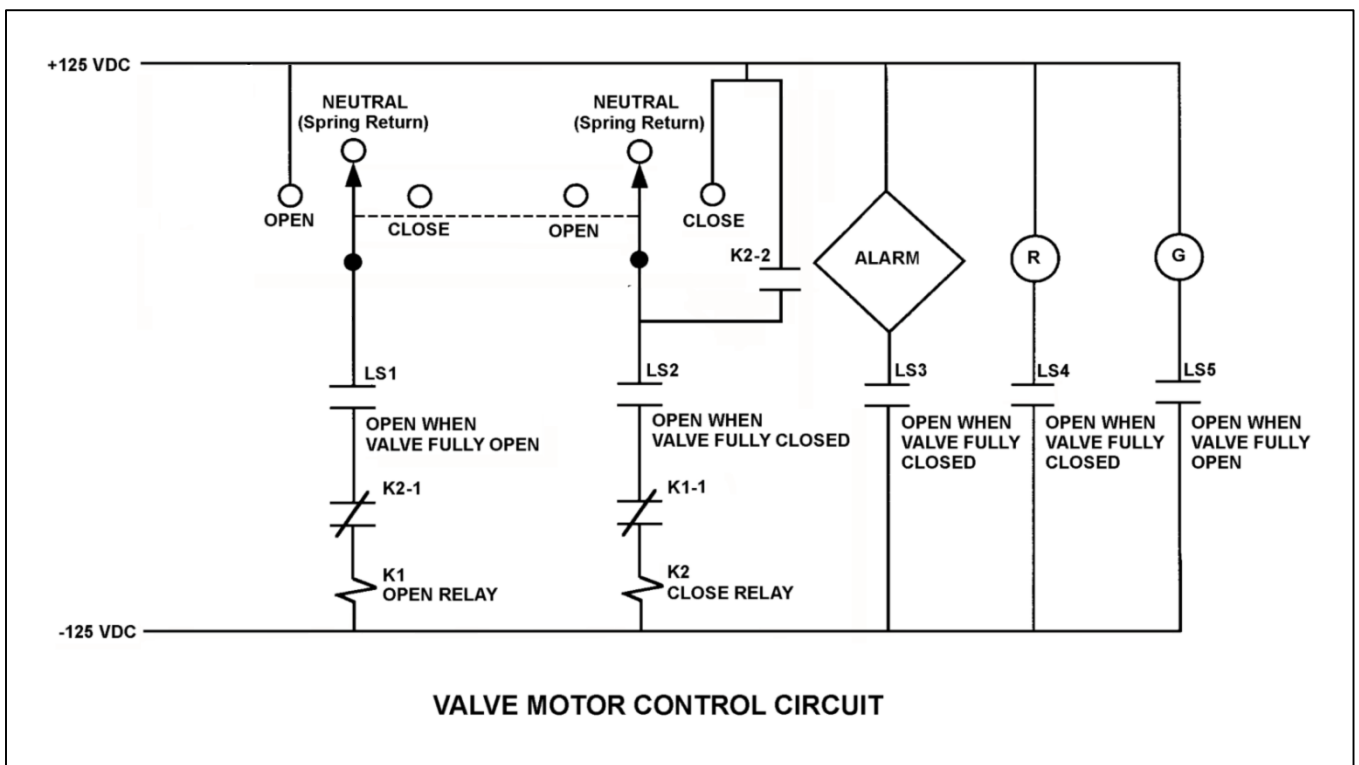 +125 VDC
NEUTRAL
(Spring Return)
NEUTRAL
(Spring Return)
OPEN
CLOSE
OPEN
CLOSE
K2-2
ALARM
R
G
LS1
OPEN WHEN
VALVE FULLY OPEN
LS2
OPEN WHEN
VALVE FULLY CLOSED
LS3
OPEN WHEN
VALVE FULLY
CLOSED
LS4
OPEN WHEN
VALVE FULLY
CLOSED
LS5
OPEN WHEN
VALVE FULLY
OPEN
K2-1
K1-1
K1
OPEN RELAY
K2
CLOSE RELAY
-125 VDC
VALVE MOTOR CONTROL CIRCUIT